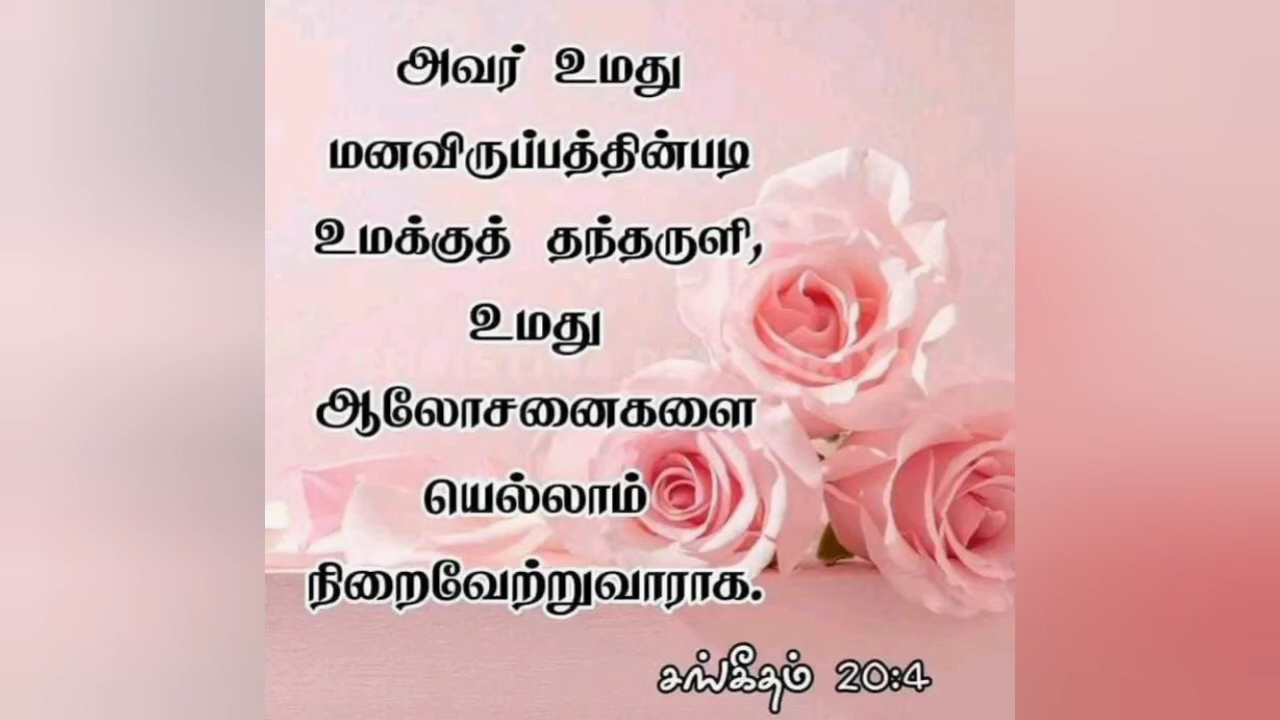 அவர் உமது
மனவிருப்பத்தின்படி
உமக்குத் தந்தருளி,
உமது
ஆலோசனைகளை
யெல்லாம்
நிறைவேற்றுவாராக.
சங்கீதம் 20:4